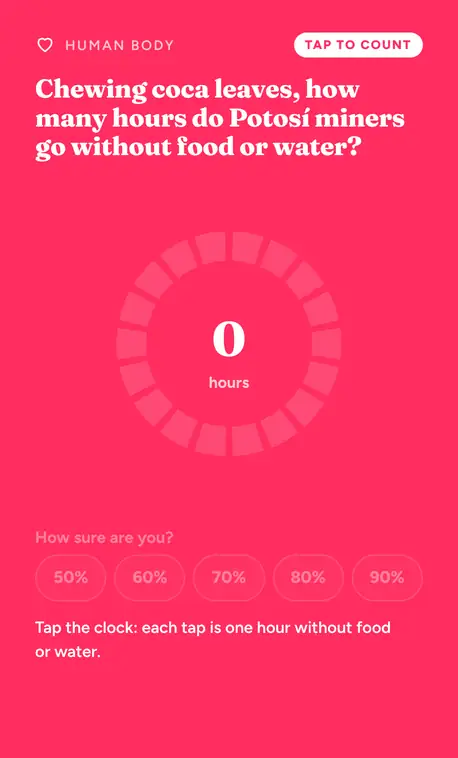 HUMAN BODY
TAP TO COUNT
Chewing coca leaves, how
many hours do Potosí miners
go without food or water?
0
hours
How sure are you?
50% 60% 70% 80% 90%
Tap the clock: each tap is one hour without food
or water.